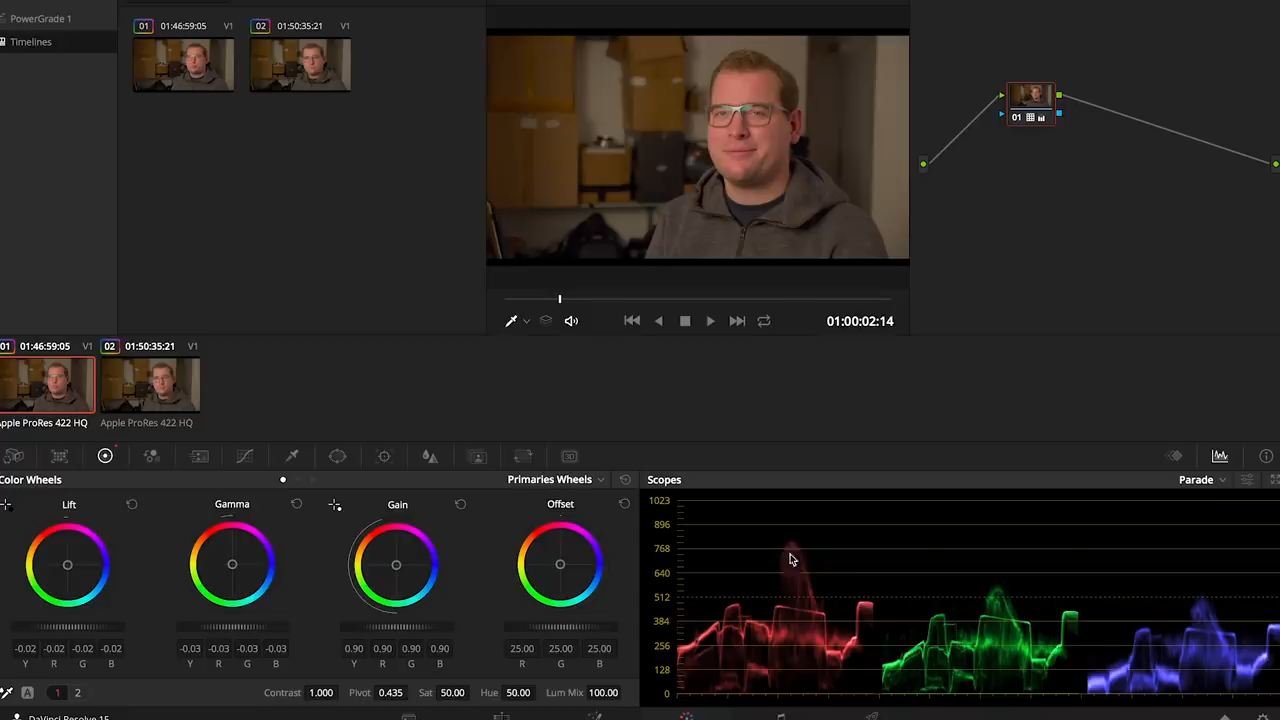 PowerGrade 1
Timelines
01 01:46:59:05 V1 02 01:50:35:21 V1
01
01:00:02:14
01 01:46:59:05 V1 02 01:50:35:21 V1
Apple ProRes 422 HQ Apple ProRes 422 HQ
Color Wheels Primaries Wheels
Lift Gamma Gain Offset
-0.02 -0.02 -0.02 -0.02 -0.03 -0.03 -0.03 -0.03 0.90 0.90 0.90 0.90 25.00 25.00 25.00
Y R G B Y R G B Y R G B R G B
A 1 2 Contrast 1.000 Pivot 0.435 Sat 50.00 Hue 50.00 Lum Mix 100.00
Scopes Parade
1023
896
768
640
512
384
256
128
0
DaVinci Resolve 15